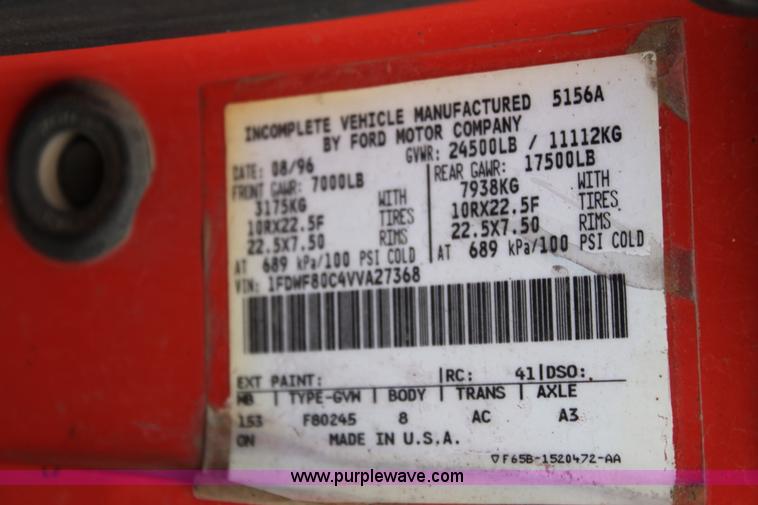 INCOMPLETE VEHICLE MANUFACTURED 5156A
BY FORD MOTOR COMPANY
DATE: 08/96 GVWR: 24500LB / 11112KG
FRONT GAWR: 7000LB REAR GAWR: 17500LB
3175KG WITH 7938KG WITH
10RX22.5F TIRES 10RX22.5F TIRES
22.5X7.50 RIMS 22.5X7.50 RIMS
AT 689 kPa/100 PSI COLD AT 689 kPa/100 PSI COLD
VIN: 1FDWF80C4VVA27368
EXT PAINT: RC: 41 DSO:
WB TYPE-GVW BODY TRANS AXLE
153 F80245 8 AC A3
ON MADE IN U.S.A.
F65B-1520472-AA
www.purplewave.com